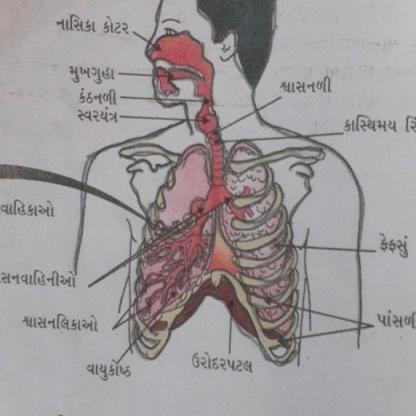 નાસિકા કોટર
મુખગુહા
કંઠનળી
સ્વરયંત્ર
શ્વાસનળી
કાસ્થિમય
વાહિકાઓ
સનવાહિનીઓ
ફેફસું
શ્વાસનલિકાઓ
પાંસળી
વાયુકોષ્ઠ
ઉરોદરપટલ